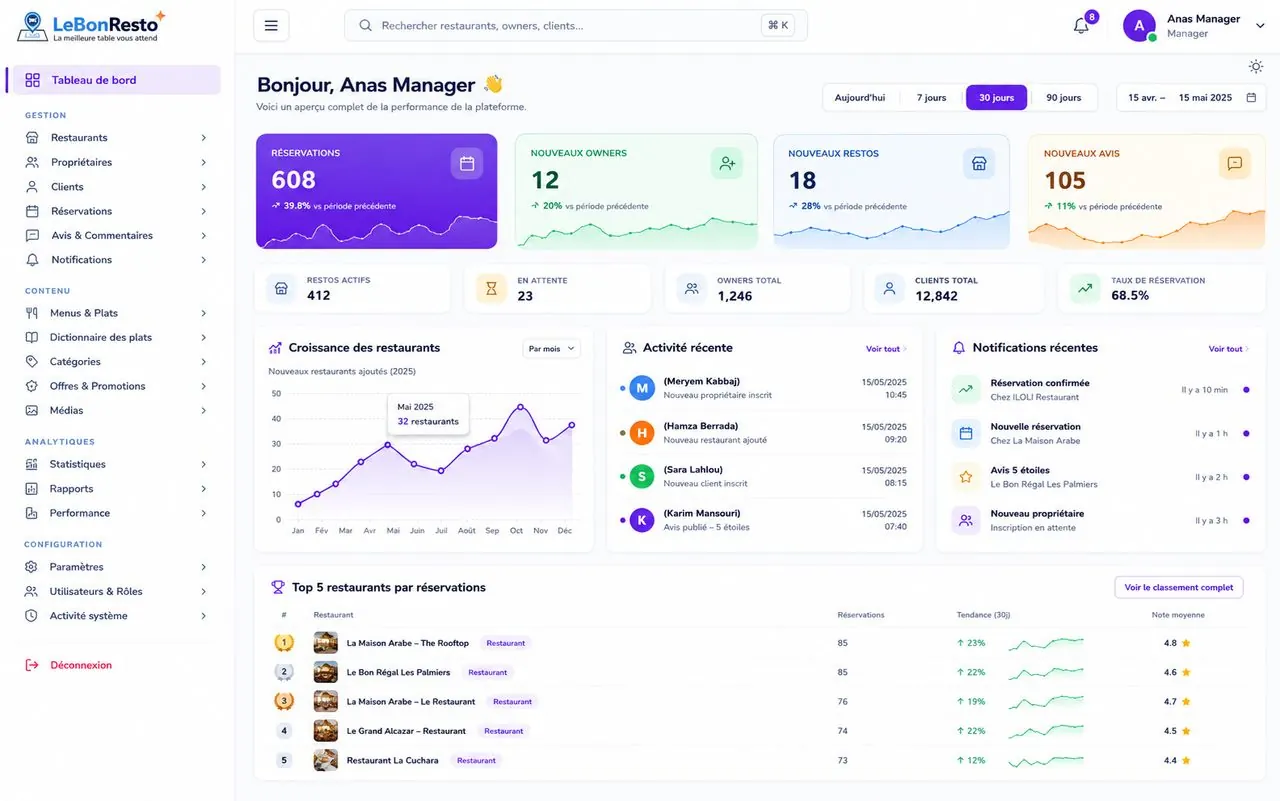 LeBonResto
La meilleure table vous attend
Rechercher restaurants, owners, clients...
⌘ K
8
A
Anas Manager
Manager
Tableau de bord
GESTION
Restaurants
Propriétaires
Clients
Réservations
Avis & Commentaires
Notifications
CONTENU
Menus & Plats
Dictionnaire des plats
Catégories
Offres & Promotions
Médias
ANALYTIQUES
Statistiques
Rapports
Performance
CONFIGURATION
Paramètres
Utilisateurs & Rôles
Activité système
Déconnexion
Bonjour, Anas Manager 👋
Voici un aperçu complet de la performance de la plateforme.
Aujourd'hui
7 jours
30 jours
90 jours
15 avr. – 15 mai 2025
RÉSERVATIONS
608
39.8% vs période précédente
NOUVEAUX OWNERS
12
20% vs période précédente
NOUVEAUX RESTOS
18
28% vs période précédente
NOUVEAUX AVIS
105
11% vs période précédente
RESTOS ACTIFS
412
EN ATTENTE
23
OWNERS TOTAL
1,246
CLIENTS TOTAL
12,842
TAUX DE RÉSERVATION
68.5%
Croissance des restaurants
Par mois
Nouveaux restaurants ajoutés (2025)
50
40
30
20
10
0
Mai 2025
32 restaurants
Jan Fév Mar Avr Mai Juin Juil Août Sep Oct Nov Déc
Activité récente
Voir tout
M
(Meryem Kabbaj)
Nouveau propriétaire inscrit
15/05/2025
10:45
H
(Hamza Berrada)
Nouveau restaurant ajouté
15/05/2025
09:20
S
(Sara Lahlou)
Nouveau client inscrit
15/05/2025
08:15
K
(Karim Mansouri)
Avis publié – 5 étoiles
15/05/2025
07:40
Notifications récentes
Voir tout
Réservation confirmée
Chez ILOLI Restaurant
Il y a 10 min
Nouvelle réservation
Chez La Maison Arabe
Il y a 1 h
Avis 5 étoiles
Le Bon Régal Les Palmiers
Il y a 2 h
Nouveau propriétaire
Inscription en attente
Il y a 3 h
Top 5 restaurants par réservations
Voir le classement complet
# Restaurant Réservations Tendance (30j) Note moyenne
1 La Maison Arabe – The Rooftop Restaurant 85 ↑ 23% 4.8
2 Le Bon Régal Les Palmiers Restaurant 85 ↑ 22% 4.6
3 La Maison Arabe – Le Restaurant Restaurant 76 ↑ 19% 4.7
4 Le Grand Alcazar – Restaurant Restaurant 74 ↑ 22% 4.5
5 Restaurant La Cuchara Restaurant 73 ↑ 12% 4.4